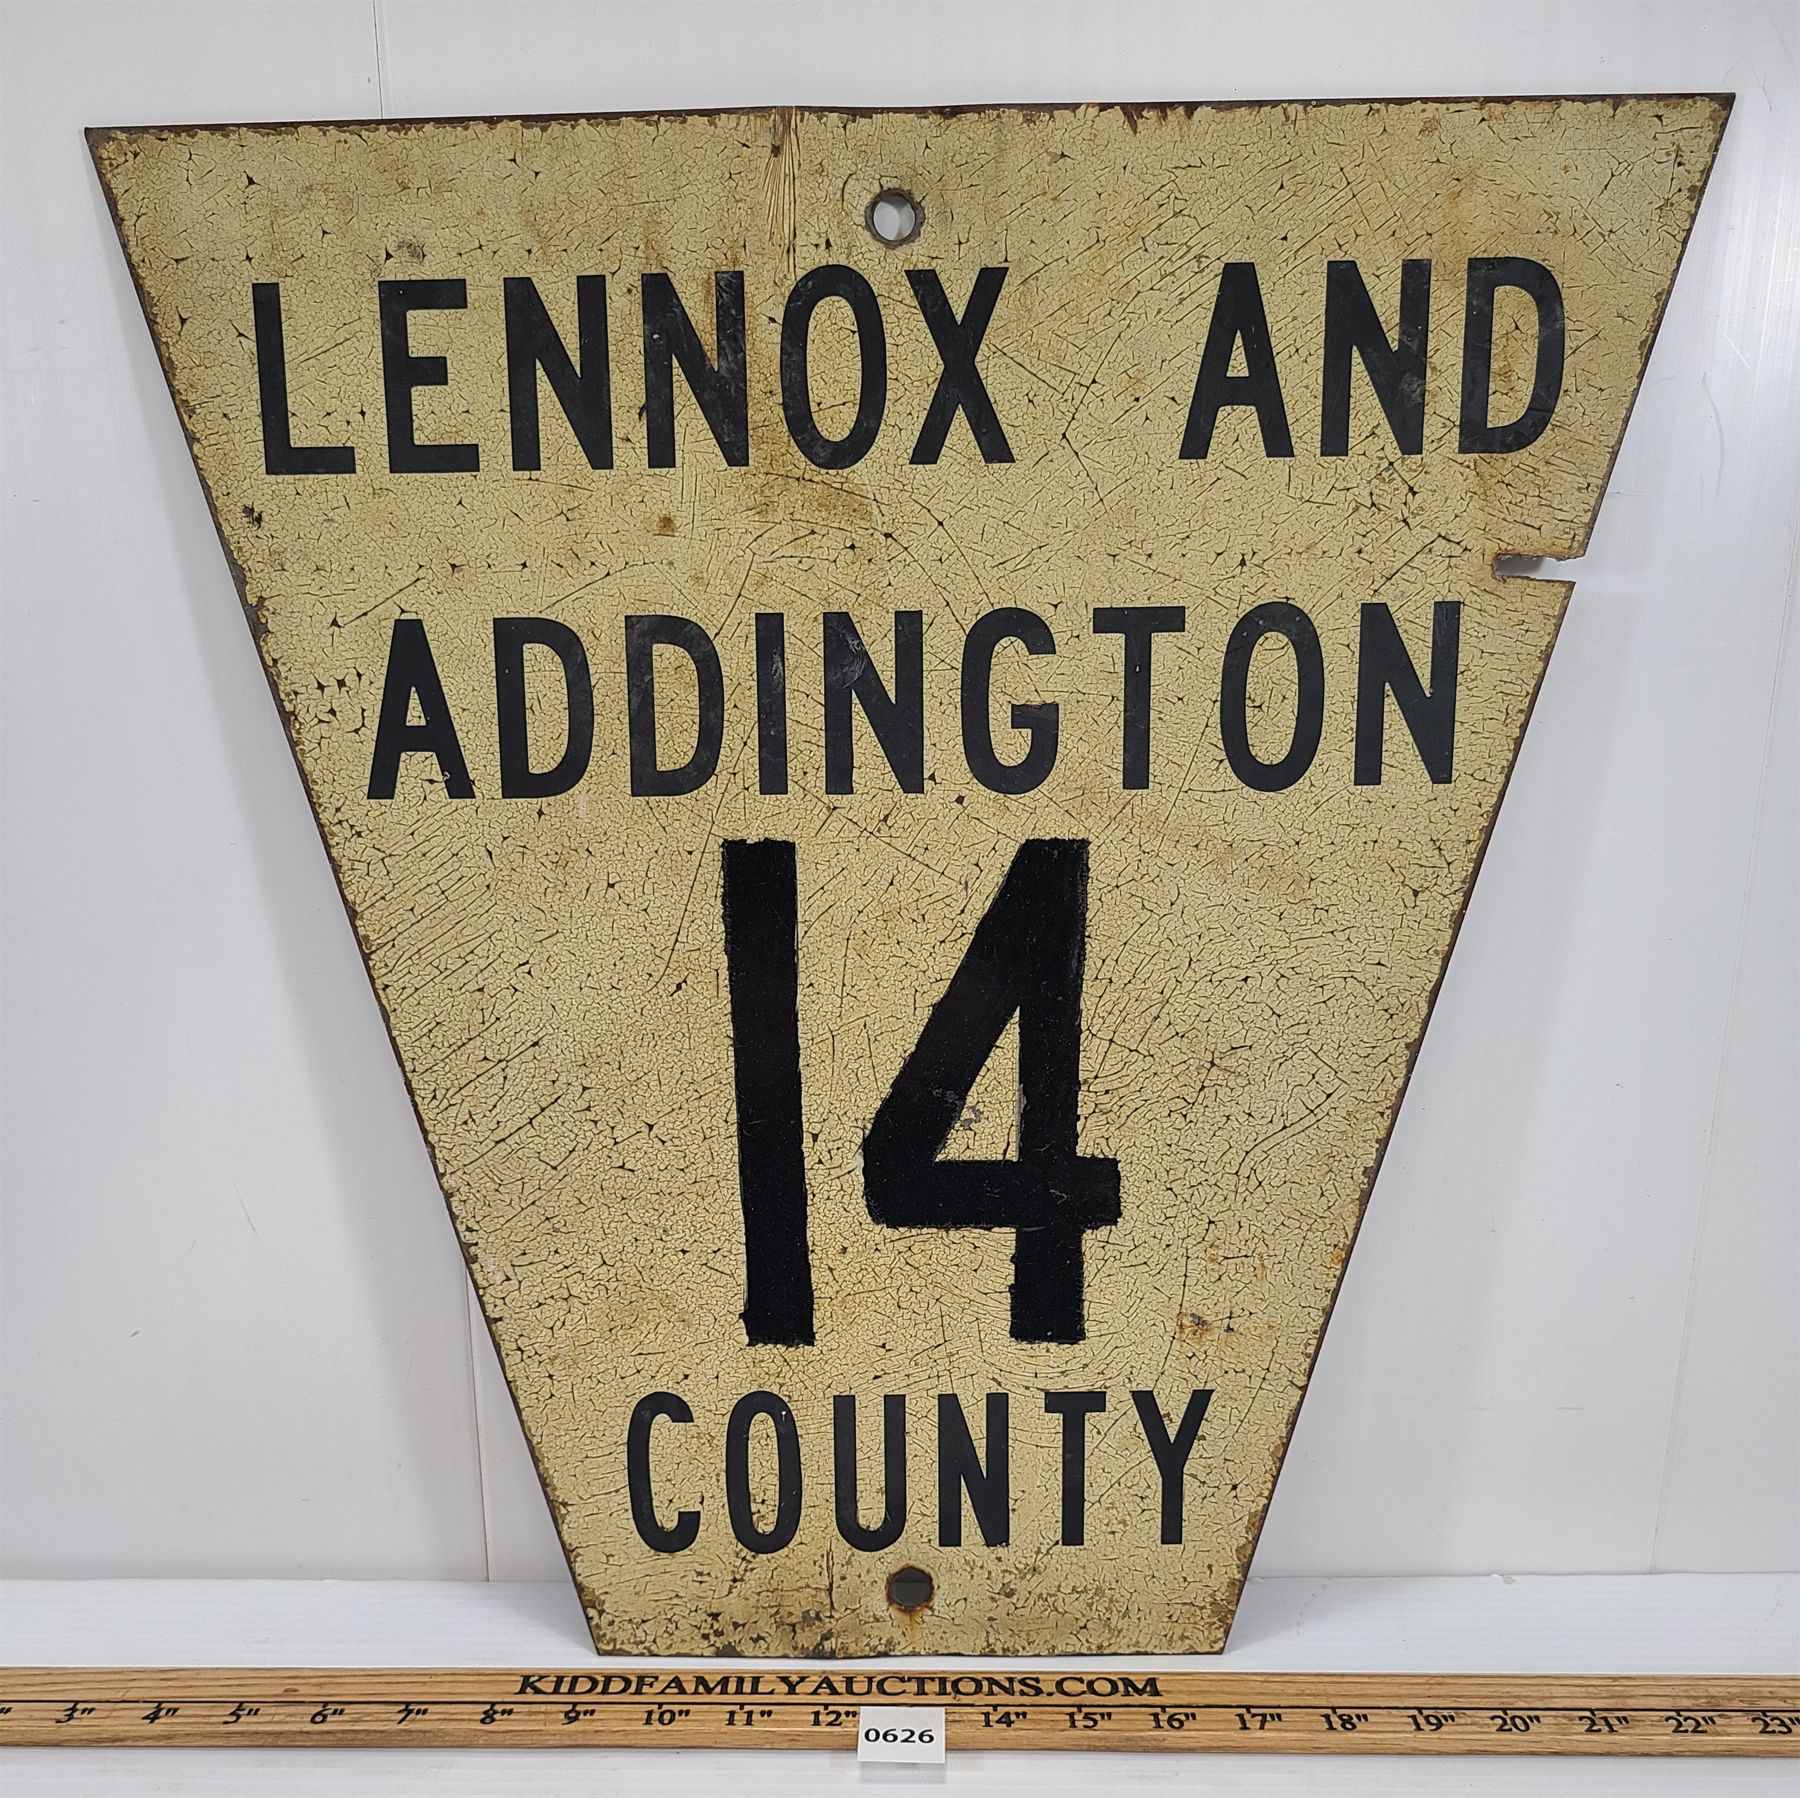 LENNOX AND
ADDINGTON
14
COUNTY
KIDDFAMILYAUCTIONS.COM
3" 4" 5" 6" 7" 8" 9" 10" 11" 12" 14" 15" 16" 17" 18" 19" 20" 21" 22" 23"
0626